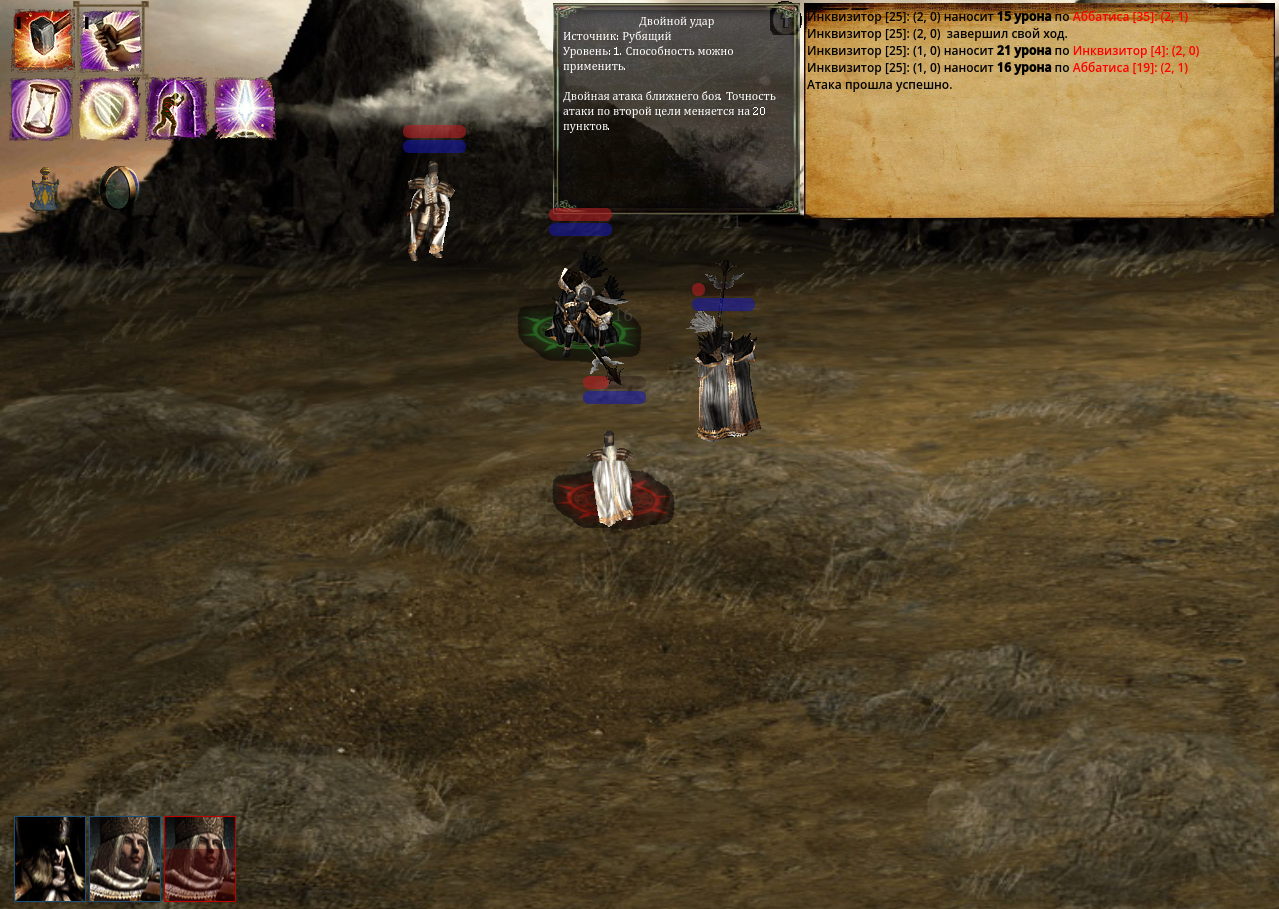 Двойной удар
Источник: Рубящий
Уровень: 1. Способность можно
применить.
Двойная атака ближнего боя. Точность
атаки по второй цели меняется на 20
пунктов.
Инквизитор [25]: (2, 0) наносит 15 урона по Аббатиса [35]: (2, 1)
Инквизитор [25]: (2, 0) завершил свой ход.
Инквизитор [25]: (1, 0) наносит 21 урона по Инквизитор [4]: (2, 0)
Инквизитор [25]: (1, 0) наносит 16 урона по Аббатиса [19]: (2, 1)
Атака прошла успешно.